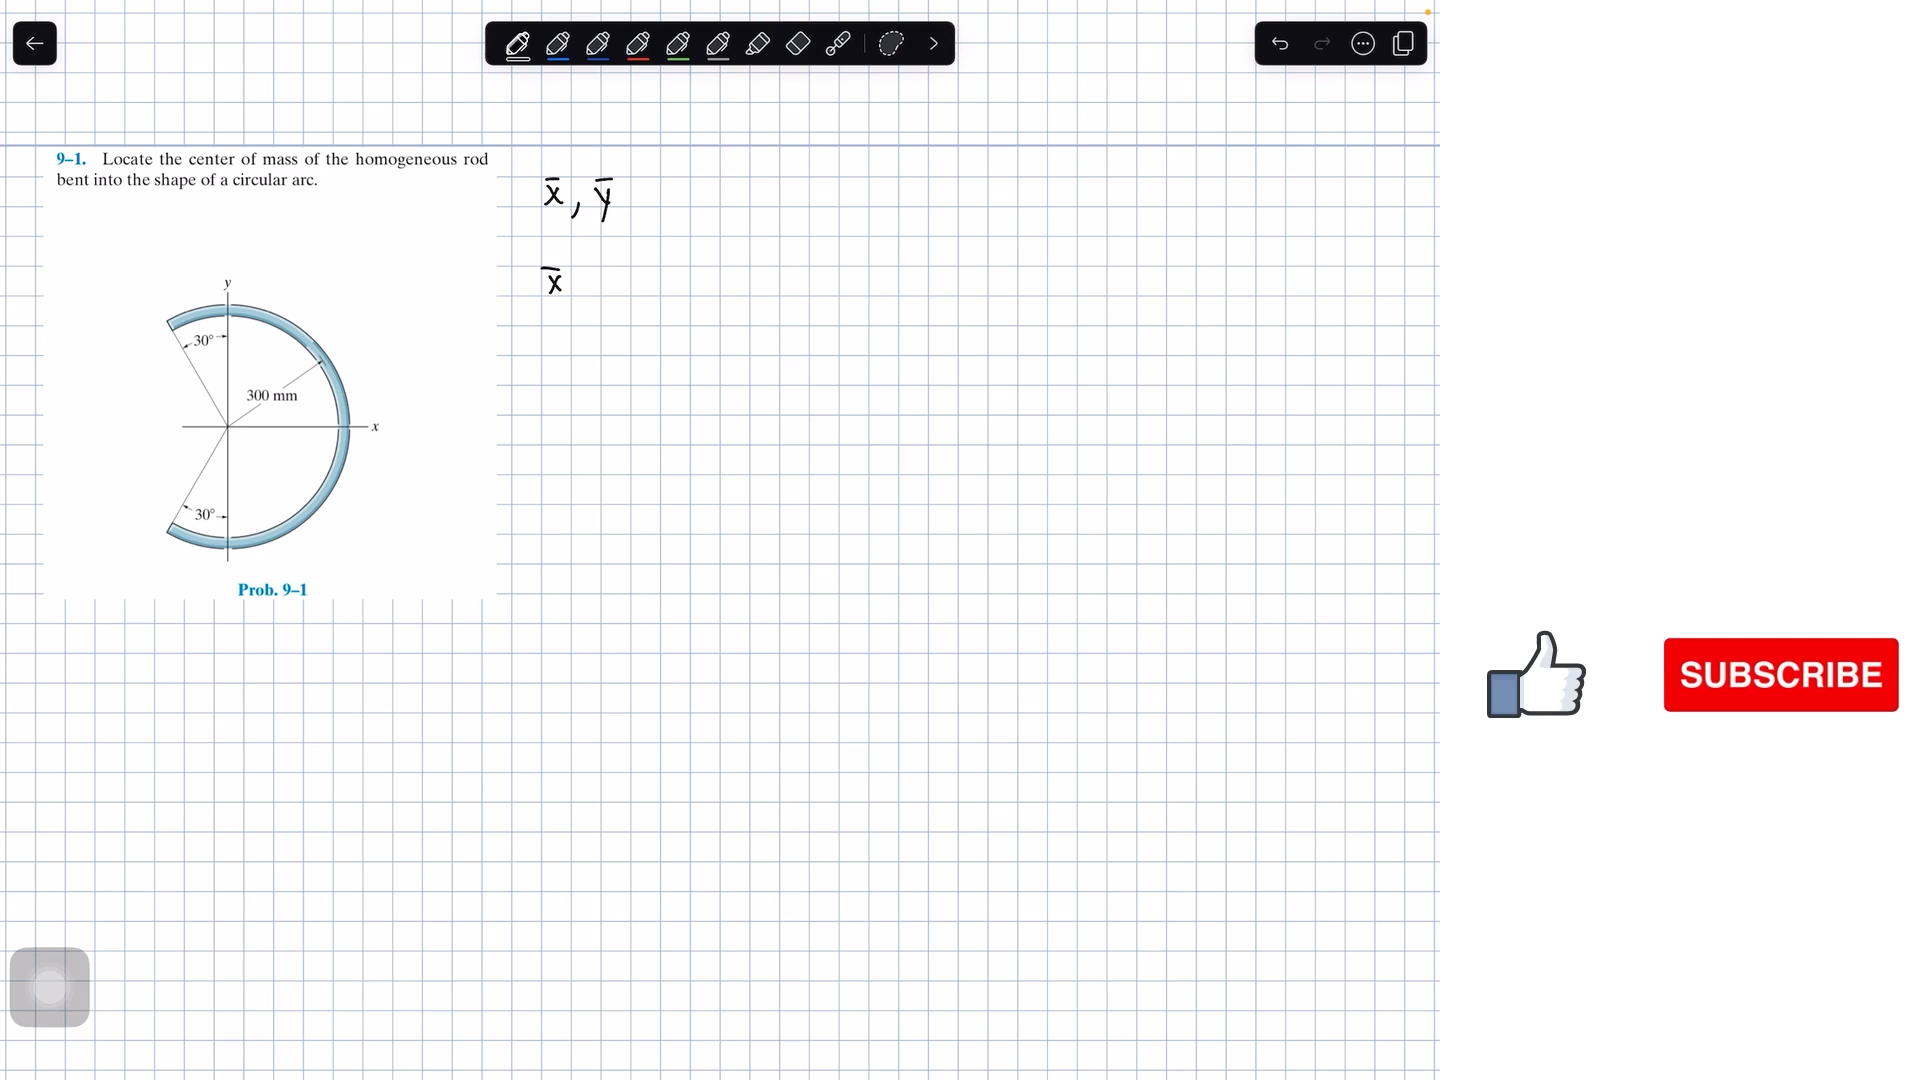 9–1. Locate the center of mass of the homogeneous rod
bent into the shape of a circular arc.
x̄, ȳ
x̄
y
30°
300 mm
x
30°
Prob. 9–1
SUBSCRIBE